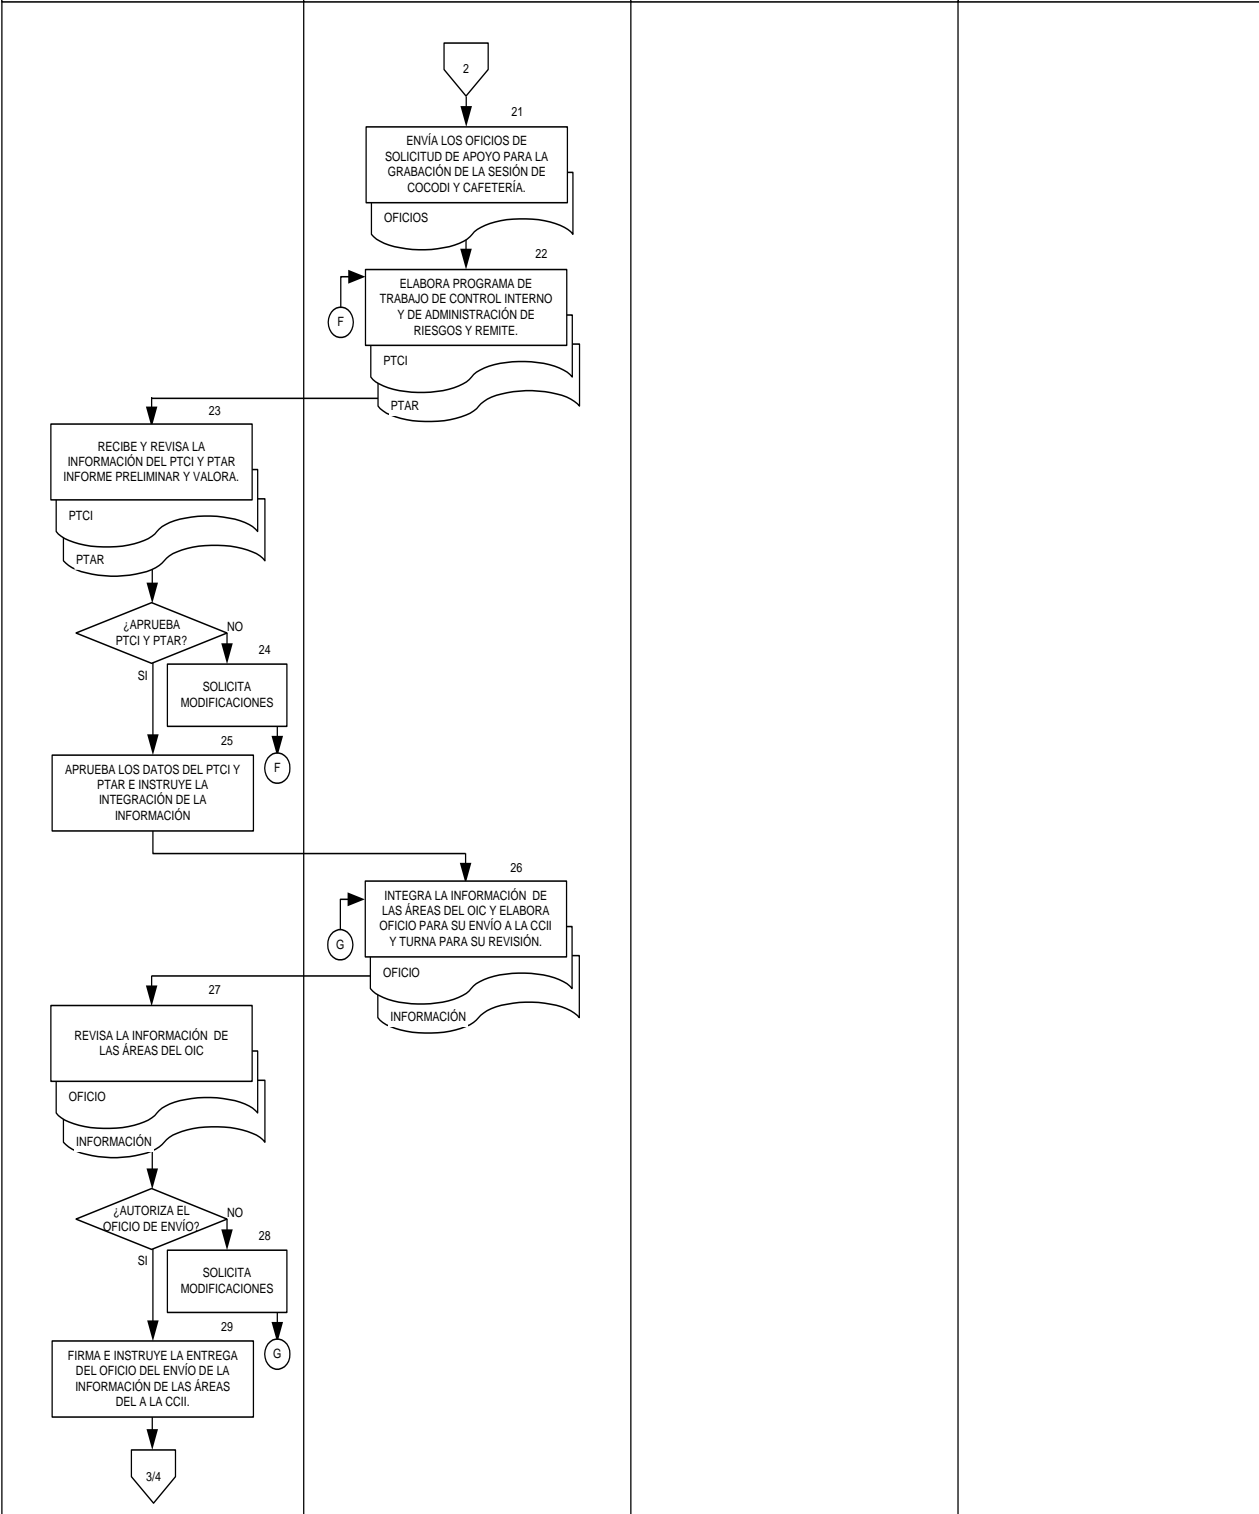 2
21
ENVÍA LOS OFICIOS DE
SOLICITUD DE APOYO PARA LA
GRABACIÓN DE LA SESIÓN DE
COCODI Y CAFETERÍA.
OFICIOS
22
ELABORA PROGRAMA DE
TRABAJO DE CONTROL INTERNO
Y DE ADMINISTRACIÓN DE
RIESGOS Y REMITE.
F
PTCI
PTAR
23
RECIBE Y REVISA LA
INFORMACIÓN DEL PTCI Y PTAR
INFORME PRELIMINAR Y VALORA.
PTCI
PTAR
¿APRUEBA
PTCI Y PTAR?
NO
SI
24
SOLICITA
MODIFICACIONES
F
25
APRUEBA LOS DATOS DEL PTCI Y
PTAR E INSTRUYE LA
INTEGRACIÓN DE LA
INFORMACIÓN
26
INTEGRA LA INFORMACIÓN DE
LAS ÁREAS DEL OIC Y ELABORA
OFICIO PARA SU ENVÍO A LA CCII
Y TURNA PARA SU REVISIÓN.
G
OFICIO
INFORMACIÓN
27
REVISA LA INFORMACIÓN DE
LAS ÁREAS DEL OIC
OFICIO
INFORMACIÓN
¿AUTORIZA EL
OFICIO DE ENVÍO?
NO
SI
28
SOLICITA
MODIFICACIONES
G
29
FIRMA E INSTRUYE LA ENTREGA
DEL OFICIO DEL ENVÍO DE LA
INFORMACIÓN DE LAS ÁREAS
DEL A LA CCII.
3/4